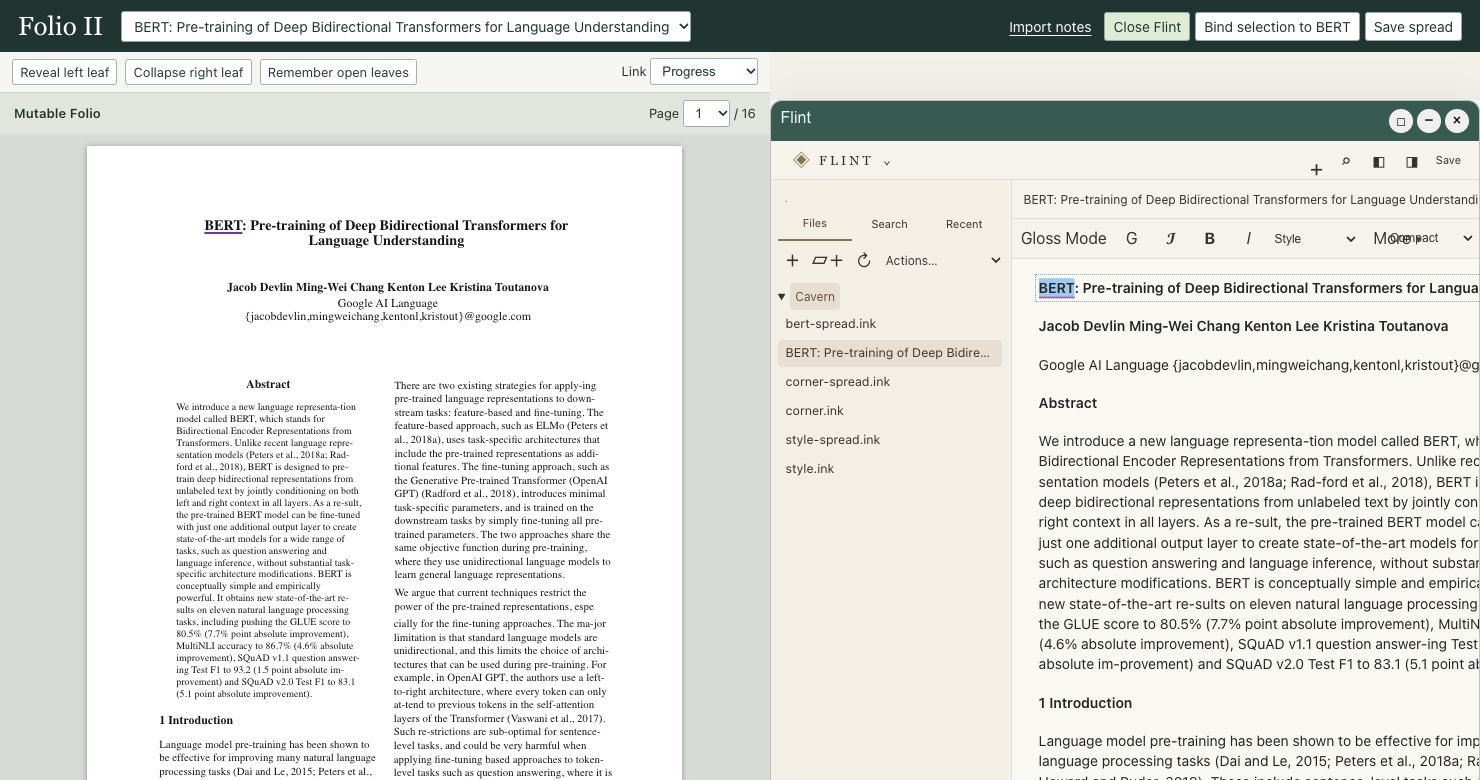 Folio II
BERT: Pre-training of Deep Bidirectional Transformers for Language Understanding
Import notes
Close Flint
Bind selection to BERT
Save spread
Reveal left leaf
Collapse right leaf
Remember open leaves
Link
Progress
Mutable Folio
Page 1 / 16
BERT: Pre-training of Deep Bidirectional Transformers for
Language Understanding
Jacob Devlin Ming-Wei Chang Kenton Lee Kristina Toutanova
Google AI Language
{jacobdevlin,mingweichang,kentonl,kristout}@google.com
Abstract
We introduce a new language representa-tion
model called BERT, which stands for
Bidirectional Encoder Representations from
Transformers. Unlike recent language repre-
sentation models (Peters et al., 2018a; Rad-
ford et al., 2018), BERT is designed to pre-
train deep bidirectional representations from
unlabeled text by jointly conditioning on both
left and right context in all layers. As a re-sult,
the pre-trained BERT model can be fine-tuned
with just one additional output layer to create
state-of-the-art models for a wide range of
tasks, such as question answering and
language inference, without substantial task-
specific architecture modifications. BERT is
conceptually simple and empirically
powerful. It obtains new state-of-the-art re-
sults on eleven natural language processing
tasks, including pushing the GLUE score to
80.5% (7.7% point absolute improvement),
MultiNLI accuracy to 86.7% (4.6% absolute
improvement), SQuAD v1.1 question answer-
ing Test F1 to 93.2 (1.5 point absolute im-
provement) and SQuAD v2.0 Test F1 to 83.1
(5.1 point absolute improvement).
1 Introduction
Language model pre-training has been shown to
be effective for improving many natural language
processing tasks (Dai and Le, 2015; Peters et al.,
There are two existing strategies for apply-ing
pre-trained language representations to down-
stream tasks: feature-based and fine-tuning. The
feature-based approach, such as ELMo (Peters et
al., 2018a), uses task-specific architectures that
include the pre-trained representations as addi-
tional features. The fine-tuning approach, such as
the Generative Pre-trained Transformer (OpenAI
GPT) (Radford et al., 2018), introduces minimal
task-specific parameters, and is trained on the
downstream tasks by simply fine-tuning all pre-
trained parameters. The two approaches share the
same objective function during pre-training,
where they use unidirectional language models to
learn general language representations.
We argue that current techniques restrict the
power of the pre-trained representations, espe
cially for the fine-tuning approaches. The ma-jor
limitation is that standard language models are
unidirectional, and this limits the choice of archi-
tectures that can be used during pre-training. For
example, in OpenAI GPT, the authors use a left-
to-right architecture, where every token can only
at-tend to previous tokens in the self-attention
layers of the Transformer (Vaswani et al., 2017).
Such re-strictions are sub-optimal for sentence-
level tasks, and could be very harmful when
applying fine-tuning based approaches to token-
level tasks such as question answering, where it is
Flint
FLINT
Save
Files
Search
Recent
Actions...
Cavern
bert-spread.ink
BERT: Pre-training of Deep Bidire...
corner-spread.ink
corner.ink
style-spread.ink
style.ink
BERT: Pre-training of Deep Bidirectional Transformers for Language Understandi
Gloss Mode
G
B
I
Style
More
Compact
BERT: Pre-training of Deep Bidirectional Transformers for Langua
Jacob Devlin Ming-Wei Chang Kenton Lee Kristina Toutanova
Google AI Language {jacobdevlin,mingweichang,kentonl,kristout}@g
Abstract
We introduce a new language representa-tion model called BERT, wh
Bidirectional Encoder Representations from Transformers. Unlike rec
sentation models (Peters et al., 2018a; Rad-ford et al., 2018), BERT i
deep bidirectional representations from unlabeled text by jointly con
right context in all layers. As a re-sult, the pre-trained BERT model ca
just one additional output layer to create state-of-the-art models for
such as question answering and language inference, without substan
architecture modifications. BERT is conceptually simple and empirica
new state-of-the-art re-sults on eleven natural language processing
the GLUE score to 80.5% (7.7% point absolute improvement), MultiN
(4.6% absolute improvement), SQuAD v1.1 question answer-ing Test
absolute im-provement) and SQuAD v2.0 Test F1 to 83.1 (5.1 point ab
1 Introduction
Language model pre-training has been shown to be effective for imp
language processing tasks (Dai and Le, 2015; Peters et al., 2018a; R